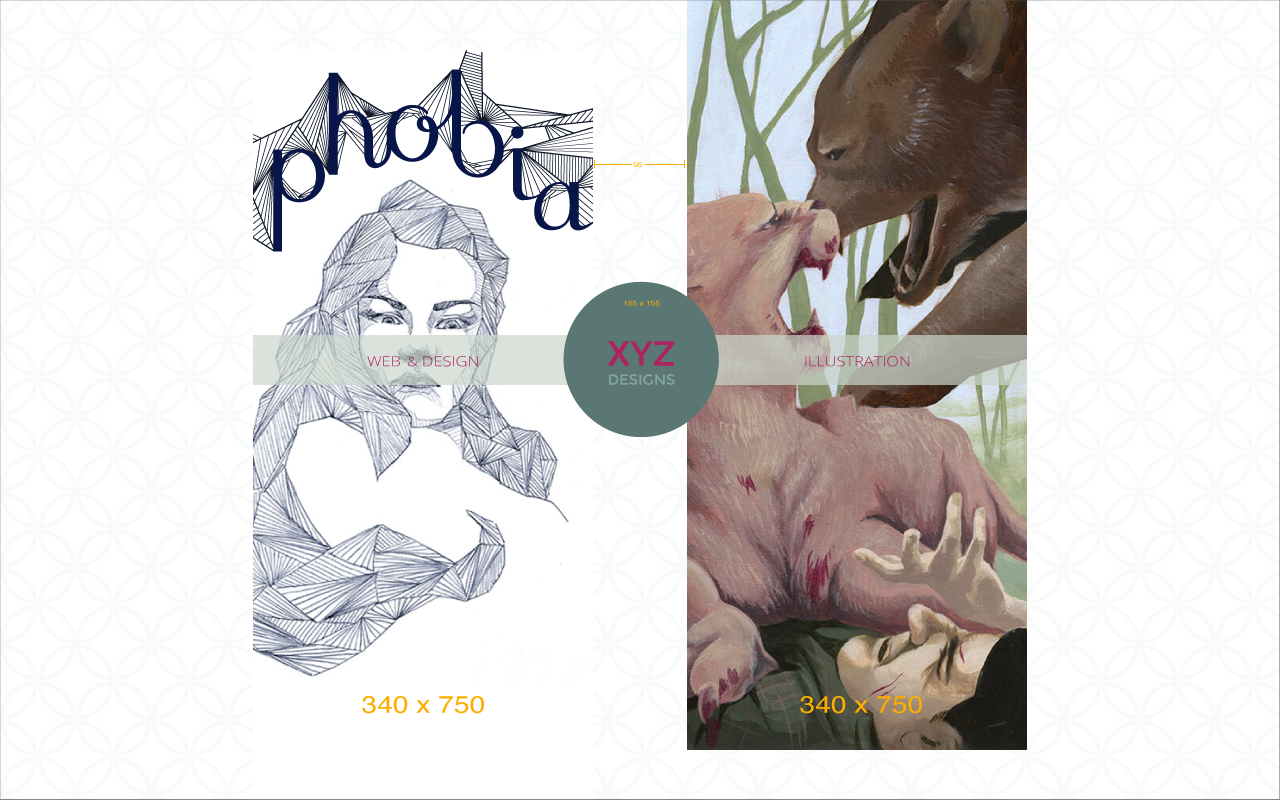 phobia
95
155 x 155
XYZ
DESIGNS
WEB & DESIGN
ILLUSTRATION
340 x 750
340 x 750